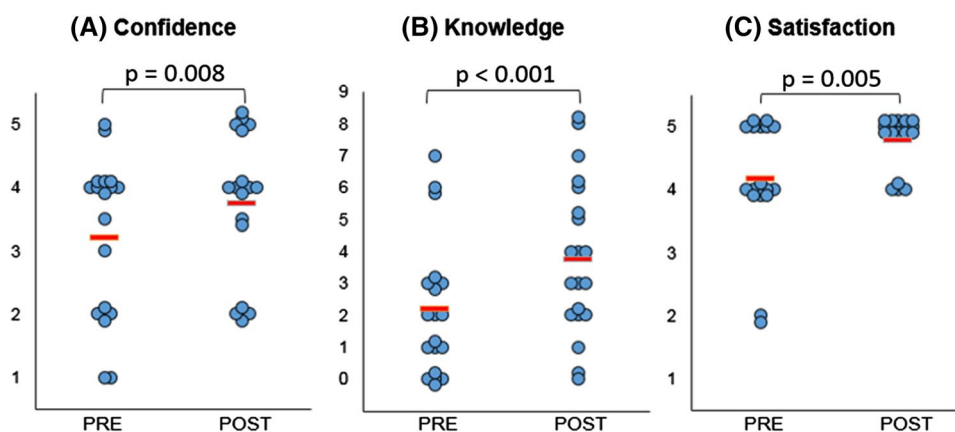 (A) Confidence
p = 0.008
5
4
3
2
1
PRE POST
(B) Knowledge
p < 0.001
9
8
7
6
5
4
3
2
1
0
PRE POST
(C) Satisfaction
p = 0.005
5
4
3
2
1
PRE POST